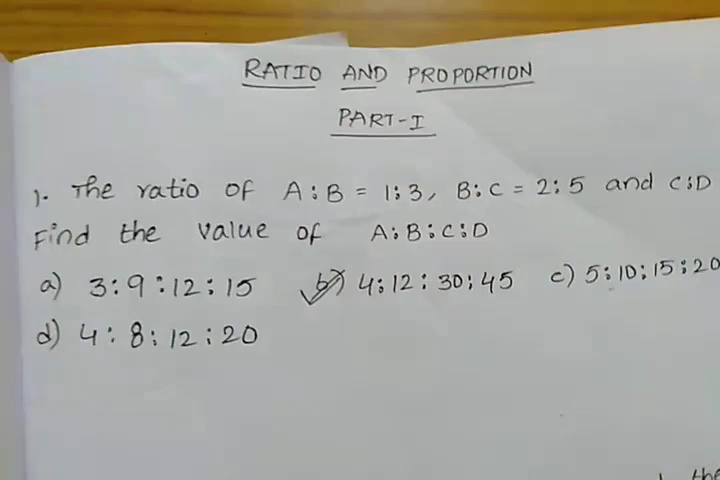 RATIO AND PROPORTION
PART-I
1. The ratio of A:B = 1:3, B:C = 2:5 and C:D
Find the value of A:B:C:D
a) 3:9:12:15 b) 4:12:30:45 c) 5:10:15:20
d) 4:8:12:20
the